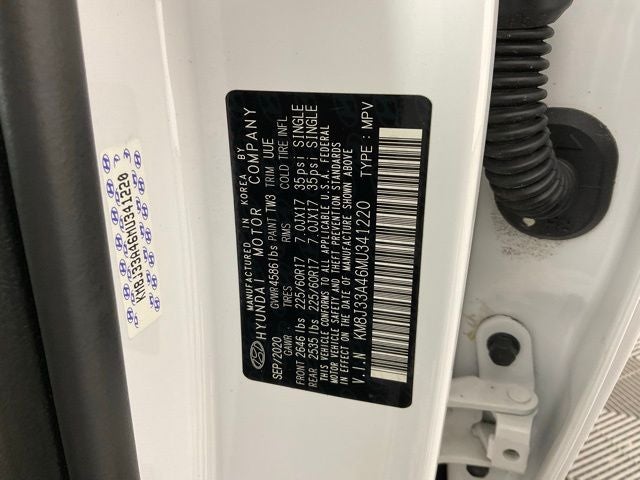 MANUFACTURED IN KOREA BY
HYUNDAI MOTOR COMPANY
SEP/2020 GVWR 4586 lbs PAINT TW3 TRIM UUE
GAWR TIRES RIMS COLD TIRE INFL
FRONT 2646 lbs 225/60R17 7.0JX17 35psi SINGLE
REAR 2535 lbs 225/60R17 7.0JX17 35psi SINGLE
THIS VEHICLE CONFORMS TO ALL APPLICABLE U.S.A. FEDERAL
MOTOR VEHICLE SAFETY AND THEFT PREVENTION STANDARDS
IN EFFECT ON THE DATE OF MANUFACTURE SHOWN ABOVE
V.I.N KM8J33A46MU341220 TYPE : MPV
KM8J33A46MU341220